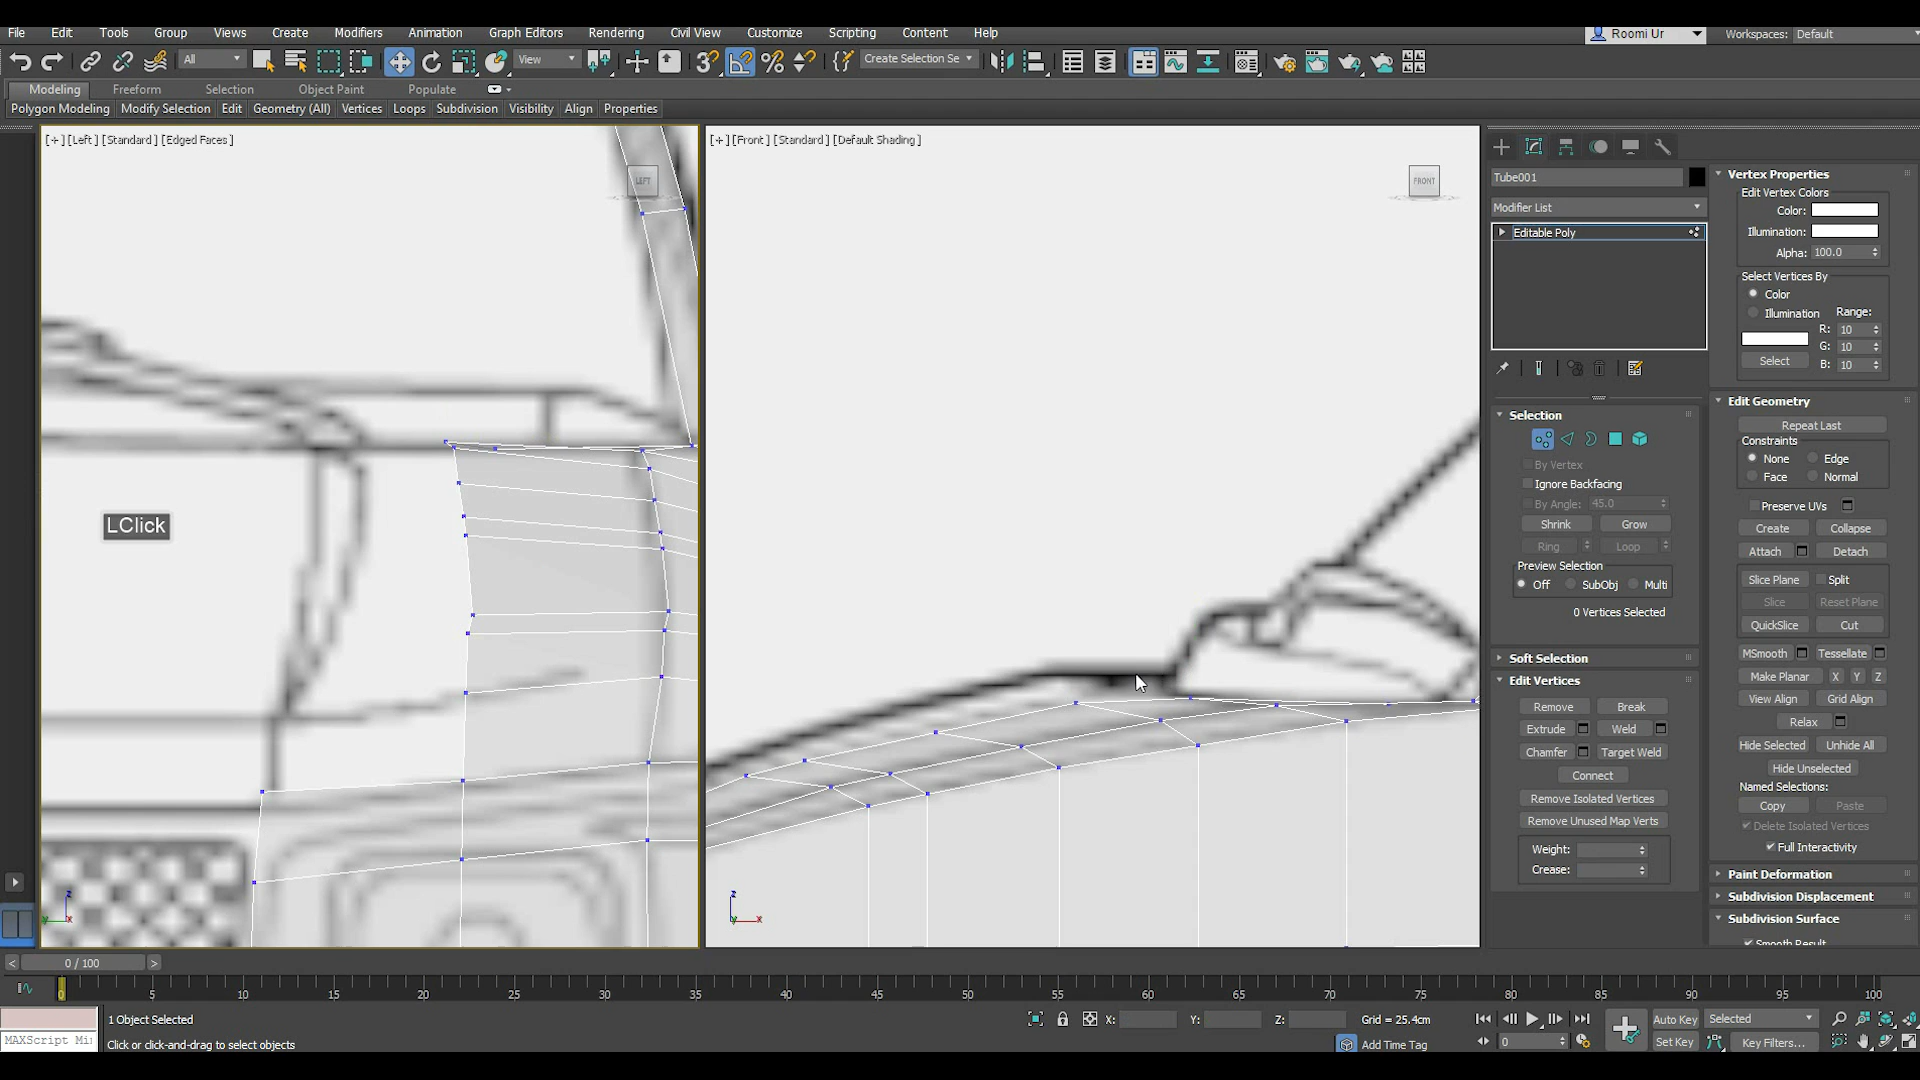 File Edit Tools Group Views Create Modifiers Animation Graph Editors Rendering Civil View Customize Scripting Content Help
Roomi Ur Workspaces: Default
All View Create Selection Se
Modeling Freeform Selection Object Paint Populate
Polygon Modeling Modify Selection Edit Geometry (All) Vertices Loops Subdivision Visibility Align Properties
[+] [Left] [Standard] [Edged Faces]
LEFT
LClick
[+] [Front] [Standard] [Default Shading]
FRONT
Tube001
Modifier List
Editable Poly
Selection
By Vertex
Ignore Backfacing
By Angle: 45.0
Shrink Grow
Ring Loop
Preview Selection
Off SubObj Multi
0 Vertices Selected
Soft Selection
Edit Vertices
Remove Break
Extrude Weld
Chamfer Target Weld
Connect
Remove Isolated Vertices
Remove Unused Map Verts
Weight:
Crease:
Vertex Properties
Edit Vertex Colors
Color:
Illumination:
Alpha: 100.0
Select Vertices By
Color
Illumination Range:
R: 10
G: 10
Select B: 10
Edit Geometry
Repeat Last
Constraints
None Edge
Face Normal
Preserve UVs
Create Collapse
Attach Detach
Slice Plane Split
Slice Reset Plane
QuickSlice Cut
MSmooth Tessellate
Make Planar X Y Z
View Align Grid Align
Relax
Hide Selected Unhide All
Hide Unselected
Named Selections:
Copy Paste
Delete Isolated Vertices
Full Interactivity
Paint Deformation
Subdivision Displacement
Subdivision Surface
Smooth Result
z
y x
z
y x
< 0 / 100 >
0 5 10 15 20 25 30 35 40 45 50 55 60 65 70 75 80 85 90 95 100
1 Object Selected X: Y: Z: Grid = 25.4cm Auto Key Selected
MAXScript Mi Click or click-and-drag to select objects Add Time Tag 0 Set Key Key Filters...